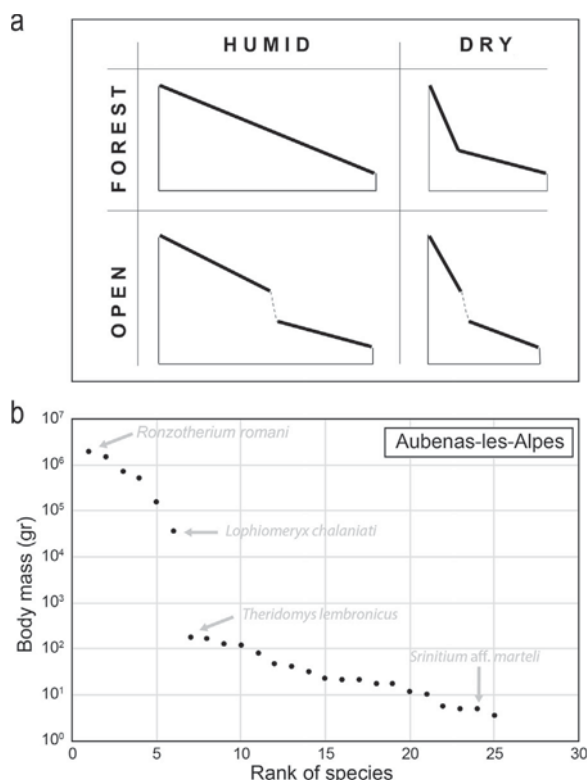 a
HUMID DRY
FOREST
OPEN
b
Aubenas-les-Alpes
Ronzotherium romani
Lophiomeryx chalaniati
Theridomys lembronicus
Srinitium aff. marteli
Body mass (gr)
10⁷
10⁶
10⁵
10⁴
10³
10²
10¹
10⁰
0 5 10 15 20 25 30
Rank of species